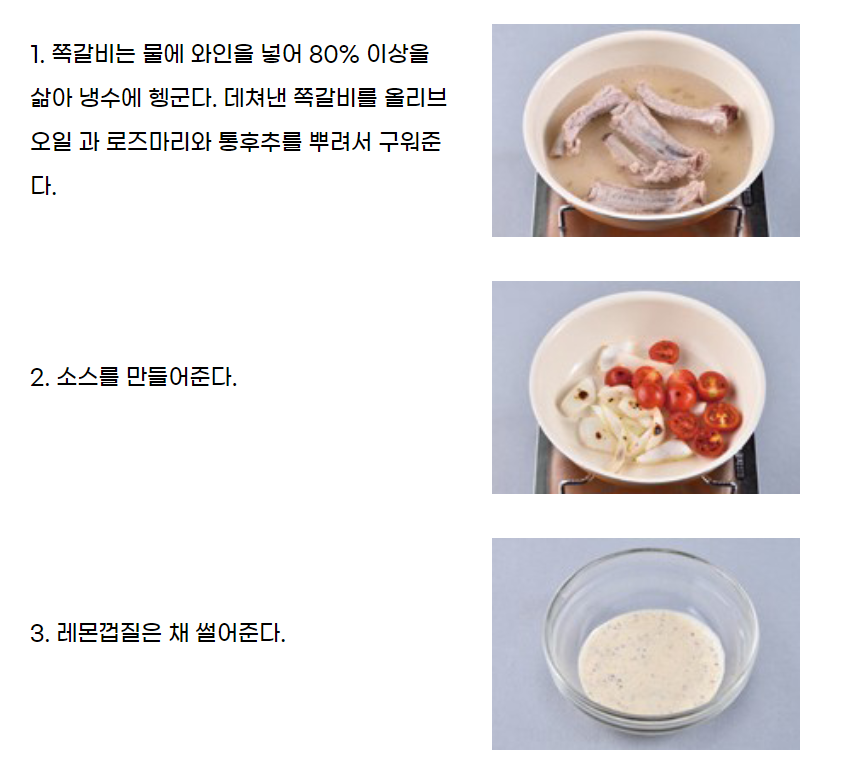 1. 쪽갈비는 물에 와인을 넣어 80% 이상을
삶아 냉수에 헹군다. 데쳐낸 쪽갈비를 올리브
오일 과 로즈마리와 통후추를 뿌려서 구워준
다.
2. 소스를 만들어준다.
3. 레몬껍질은 채 썰어준다.